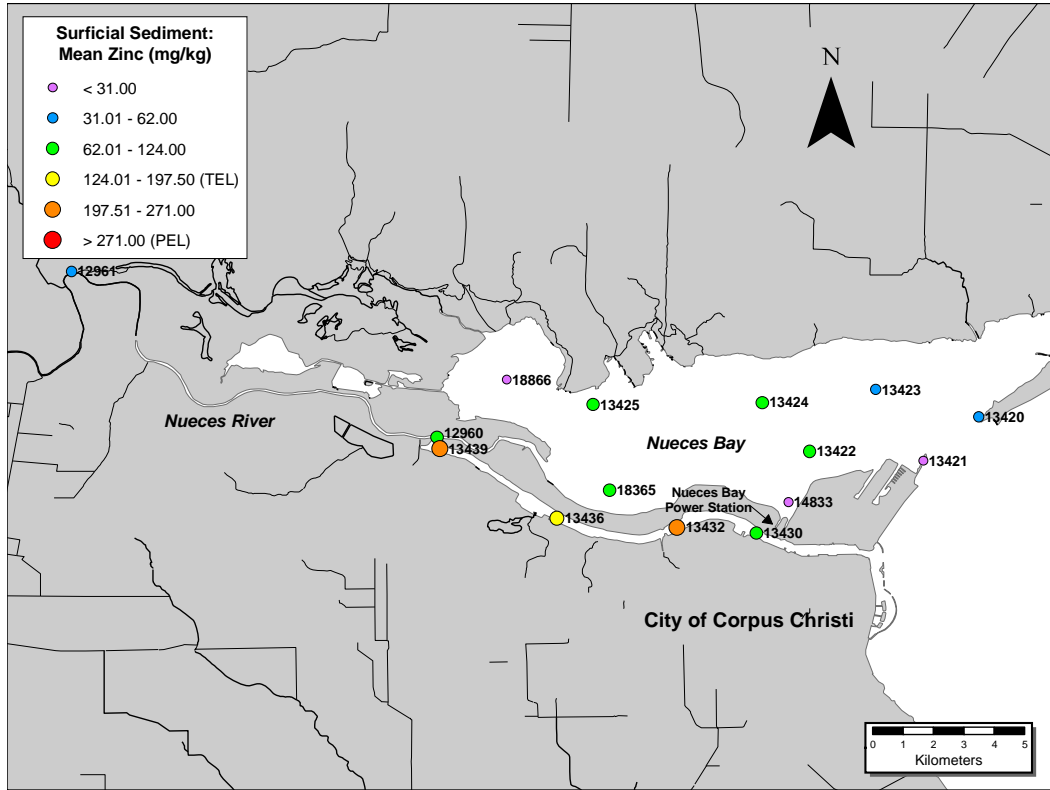 Surficial Sediment:
Mean Zinc (mg/kg)
< 31.00
31.01 - 62.00
62.01 - 124.00
124.01 - 197.50 (TEL)
197.51 - 271.00
> 271.00 (PEL)
N
12961
18866
13425
13424
13423
13420
Nueces River
12960
13439
Nueces Bay
13422
13421
18365
Nueces Bay
Power Station
14833
13436
13432
13430
City of Corpus Christi
0 1 2 3 4 5
Kilometers